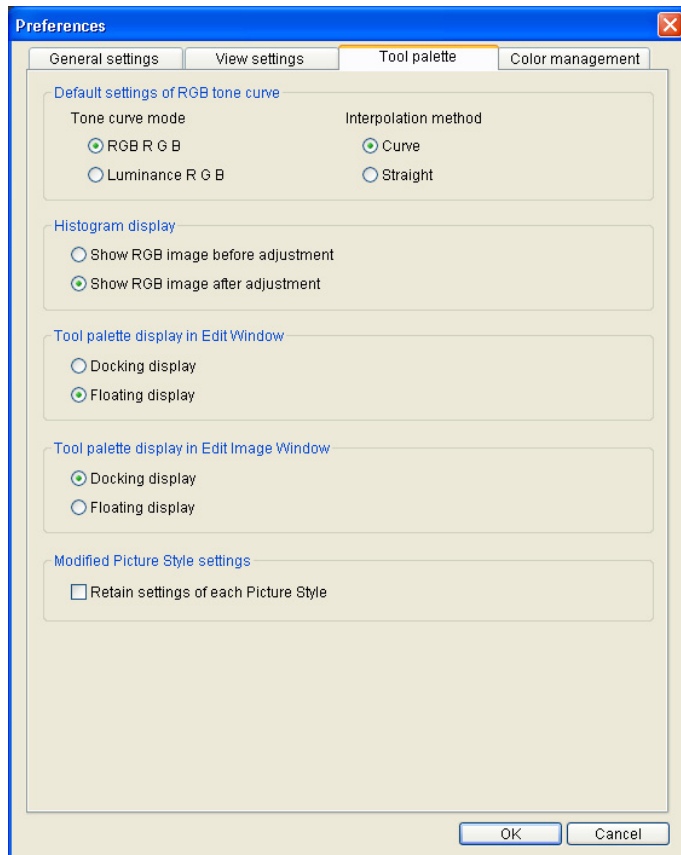 Preferences
General settings View settings Tool palette Color management
Default settings of RGB tone curve
Tone curve mode Interpolation method
RGB R G B Curve
Luminance R G B Straight
Histogram display
Show RGB image before adjustment
Show RGB image after adjustment
Tool palette display in Edit Window
Docking display
Floating display
Tool palette display in Edit Image Window
Docking display
Floating display
Modified Picture Style settings
Retain settings of each Picture Style
OK Cancel